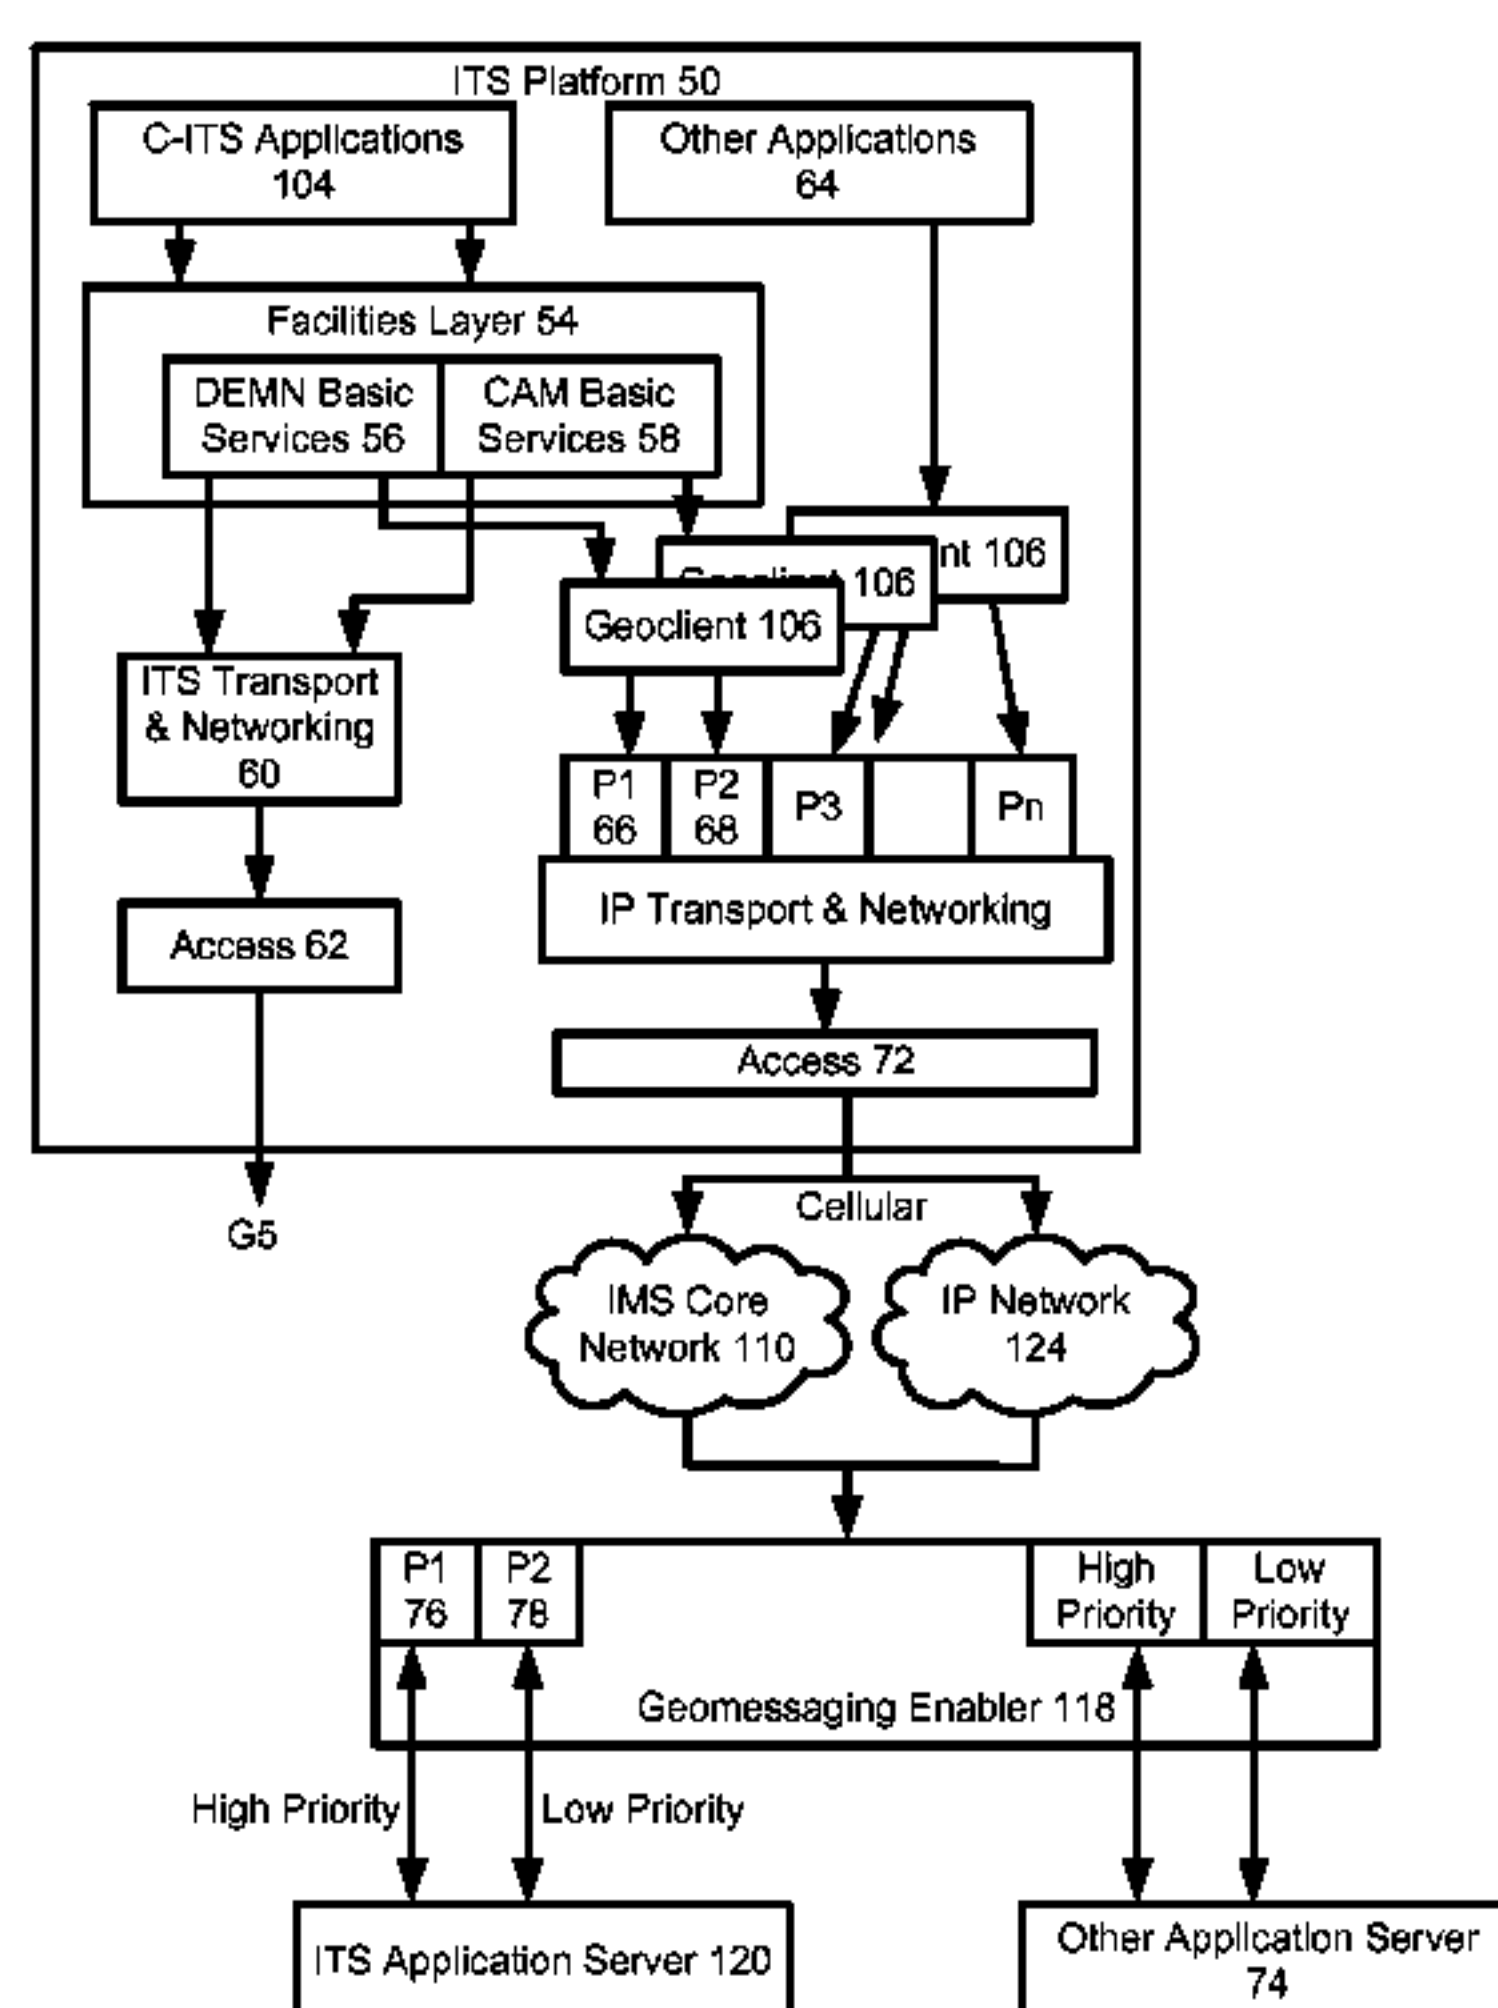 ITS Platform 50
C-ITS Applications
104
Other Applications
64
Facilities Layer 54
DEMN Basic
Services 56
CAM Basic
Services 58
nt 106
106
Geoclient 106
ITS Transport
& Networking
60
P1
66
P2
68
P3
Pn
IP Transport & Networking
Access 62
Access 72
G5
Cellular
IMS Core
Network 110
IP Network
124
P1
76
P2
78
High
Priority
Low
Priority
Geomessaging Enabler 118
High Priority
Low Priority
ITS Application Server 120
Other Application Server
74